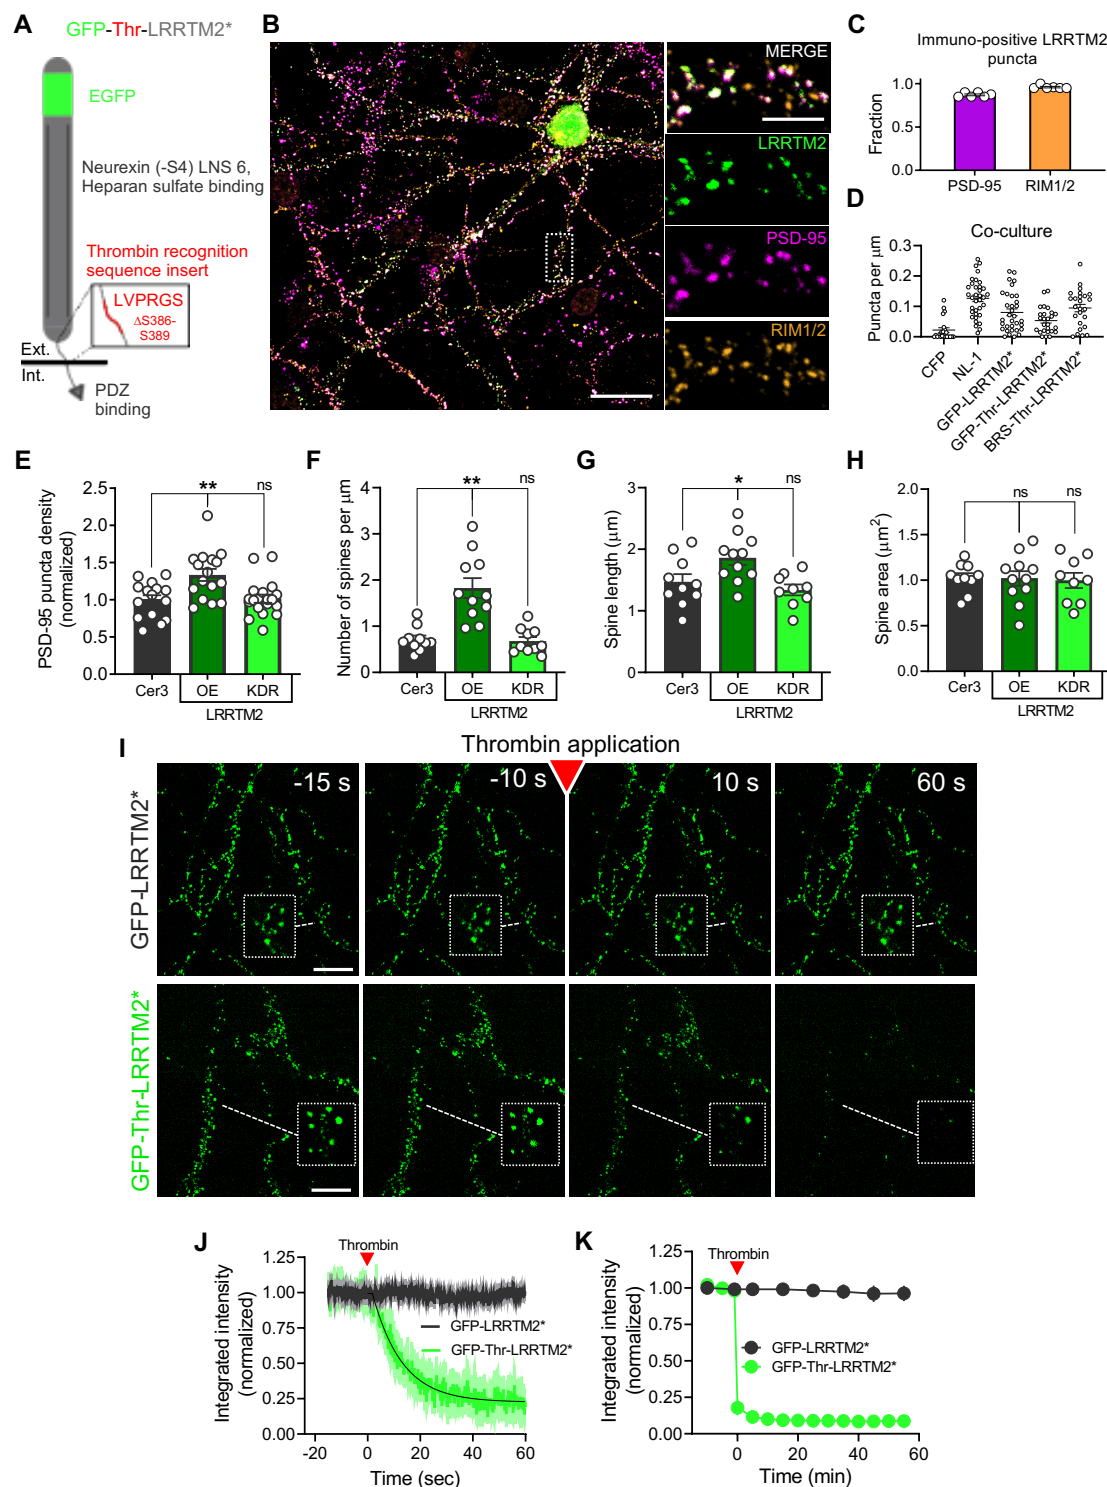 A
GFP-Thr-LRRTM2*
EGFP
Neurexin (-S4) LNS 6,
Heparan sulfate binding
Thrombin recognition
sequence insert
LVPRGS
ΔS386-
S389
Ext.
Int.
PDZ
binding
B
MERGE
LRRTM2
PSD-95
RIM1/2
C
Immuno-positive LRRTM2
puncta
Fraction
1.0
0.5
0.0
PSD-95
RIM1/2
D
Co-culture
Puncta per μm
0.3
0.2
0.1
0.0
CFP
NL-1
GFP-LRRTM2*
GFP-Thr-LRRTM2*
BRS-Thr-LRRTM2*
E
PSD-95 puncta density
(normalized)
2.5
2.0
1.5
1.0
0.5
0.0
**
ns
Cer3
OE
KDR
LRRTM2
F
Number of spines per μm
4
3
2
1
0
**
ns
Cer3
OE
KDR
LRRTM2
G
Spine length (μm)
3
2
1
0
*
ns
Cer3
OE
KDR
LRRTM2
H
Spine area (μm²)
2.0
1.5
1.0
0.5
0.0
ns
ns
Cer3
OE
KDR
LRRTM2
I
Thrombin application
-15 s
-10 s
10 s
60 s
GFP-LRRTM2*
GFP-Thr-LRRTM2*
J
Thrombin
Integrated intensity
(normalized)
1.25
1.00
0.75
0.50
0.25
0.00
GFP-LRRTM2*
GFP-Thr-LRRTM2*
-20
0
20
40
60
Time (sec)
K
Thrombin
Integrated intensity
(normalized)
1.25
1.00
0.75
0.50
0.25
0.00
GFP-LRRTM2*
GFP-Thr-LRRTM2*
0
20
40
60
Time (min)